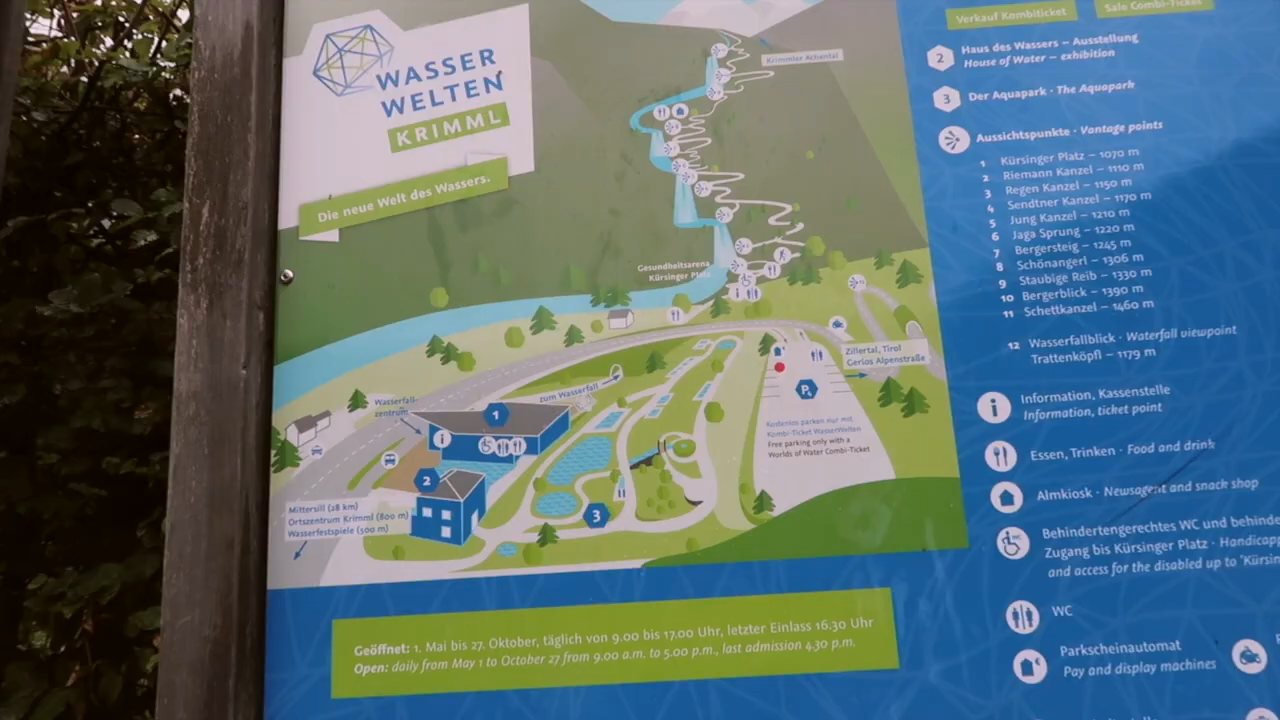 WASSER
WELTEN
KRIMML
Die neue Welt des Wassers.
Krimmler Achental
Gesundheitsarena
Kürsinger Platz
Zillertal, Tirol
Gerlos Alpenstraße
zum Wasserfall
Wasserfall-
zentrum
1
2
3
P4
Kostenlos parken nur mit
Kombi-Ticket WasserWelten
Free parking only with a
Worlds of Water Combi-Ticket
Mittersill (28 km)
Ortszentrum Krimml (800 m)
Wasserfestspiele (500 m)
Geöffnet: 1. Mai bis 27. Oktober, täglich von 9.00 bis 17.00 Uhr, letzter Einlass 16.30 Uhr
Open: daily from May 1 to October 27 from 9.00 a.m. to 5.00 p.m., last admission 4.30 p.m.
Verkauf Kombiticket
Sale Combi-Ticket
2 Haus des Wassers – Ausstellung
House of Water – exhibition
3 Der Aquapark · The Aquapark
Aussichtspunkte · Vantage points
1 Kürsinger Platz – 1070 m
2 Riemann Kanzel – 1110 m
3 Regen Kanzel – 1150 m
4 Sendtner Kanzel – 1170 m
5 Jung Kanzel – 1210 m
6 Jaga Sprung – 1220 m
7 Bergersteig – 1245 m
8 Schönangerl – 1306 m
9 Staubige Reib – 1330 m
10 Bergerblick – 1390 m
11 Schettkanzel – 1460 m
12 Wasserfallblick · Waterfall viewpoint
Trattenköpfl – 1179 m
i Information, Kassenstelle
Information, ticket point
Essen, Trinken · Food and drink
Almkiosk · Newsagent and snack shop
Behindertengerechtes WC und behinde
Zugang bis Kürsinger Platz · Handicapp
and access for the disabled up to 'Kürsin
WC
Parkscheinautomat
Pay and display machines